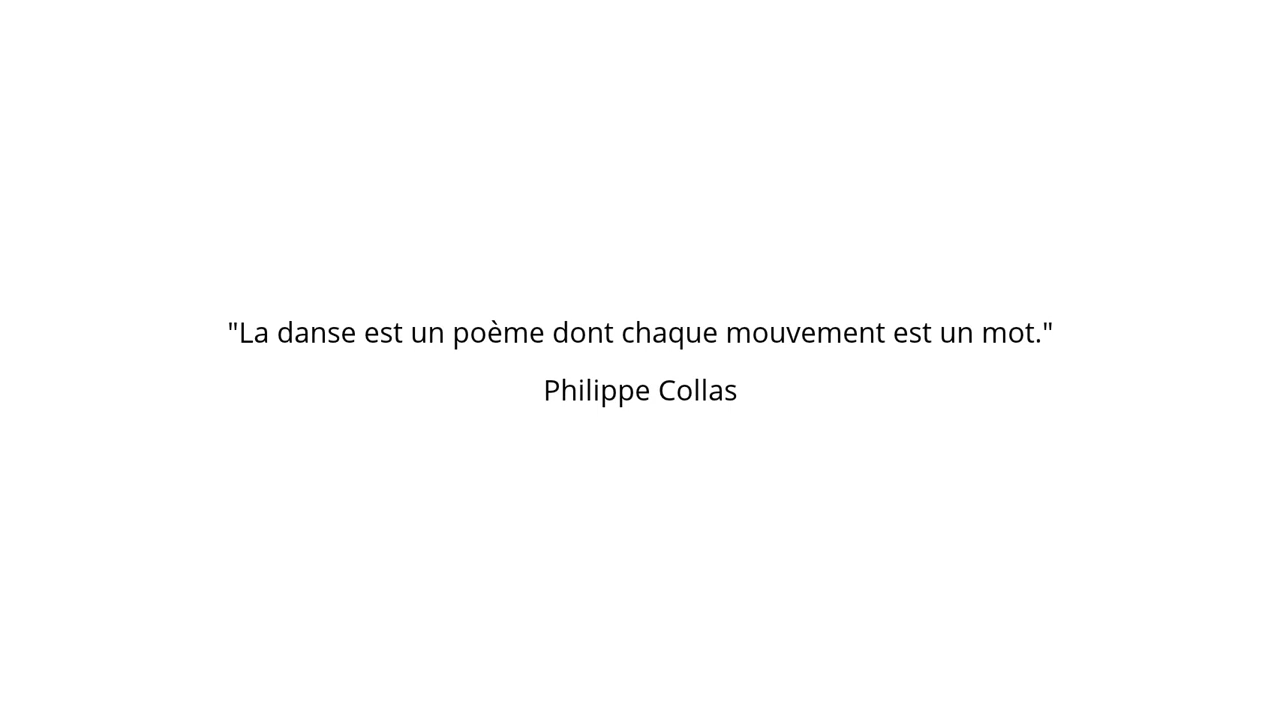 "La danse est un poème dont chaque mouvement est un mot."
Philippe Collas